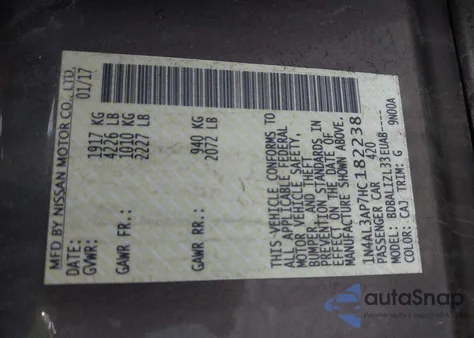 MFD BY NISSAN MOTOR CO., LTD.
DATE: 01/17
GVWR: 1917 KG
4226 LB
GAWR FR: 1010 KG
2227 LB
GAWR RR: 940 KG
2072 LB
THIS VEHICLE CONFORMS TO
ALL APPLICABLE FEDERAL
MOTOR VEHICLE SAFETY,
BUMPER, AND THEFT
PREVENTION STANDARDS IN
EFFECT ON THE DATE OF
MANUFACTURE SHOWN ABOVE.
1N4AL3AP7HC182238
PASSENGER CAR 420
MODEL: BDBALIZL33EUAB---- 9N00A
COLOR: CAJ TRIM: G
autaSnap